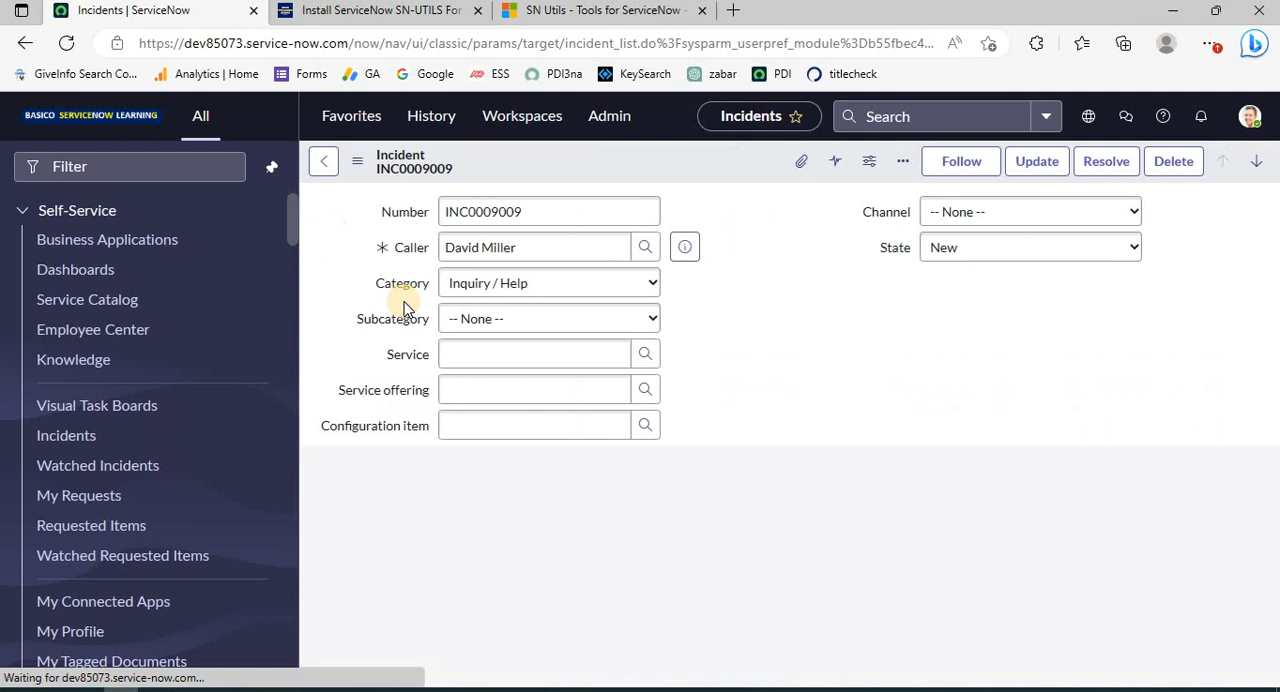 Incidents | ServiceNow
Install ServiceNow SN-UTILS For
SN Utils - Tools for ServiceNow -
https://dev85073.service-now.com/now/nav/ui/classic/params/target/incident_list.do%3Fsysparm_userpref_module%3Db55fbec4...
GiveInfo Search Co...
Analytics | Home
Forms
GA
Google
ESS
PDI3na
KeySearch
zabar
PDI
titlecheck
BASICO SERVICENOW LEARNING
All
Favorites
History
Workspaces
Admin
Incidents
Search
Filter
Incident
INC0009009
Follow
Update
Resolve
Delete
Self-Service
Business Applications
Dashboards
Service Catalog
Employee Center
Knowledge
Visual Task Boards
Incidents
Watched Incidents
My Requests
Requested Items
Watched Requested Items
My Connected Apps
My Profile
My Tagged Documents
Number INC0009009
Caller David Miller
Category Inquiry / Help
Subcategory -- None --
Service
Service offering
Configuration item
Channel -- None --
State New
Waiting for dev85073.service-now.com...